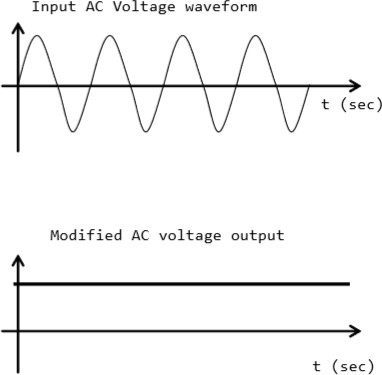 Input AC Voltage waveform
t (sec)
Modified AC voltage output
t (sec)